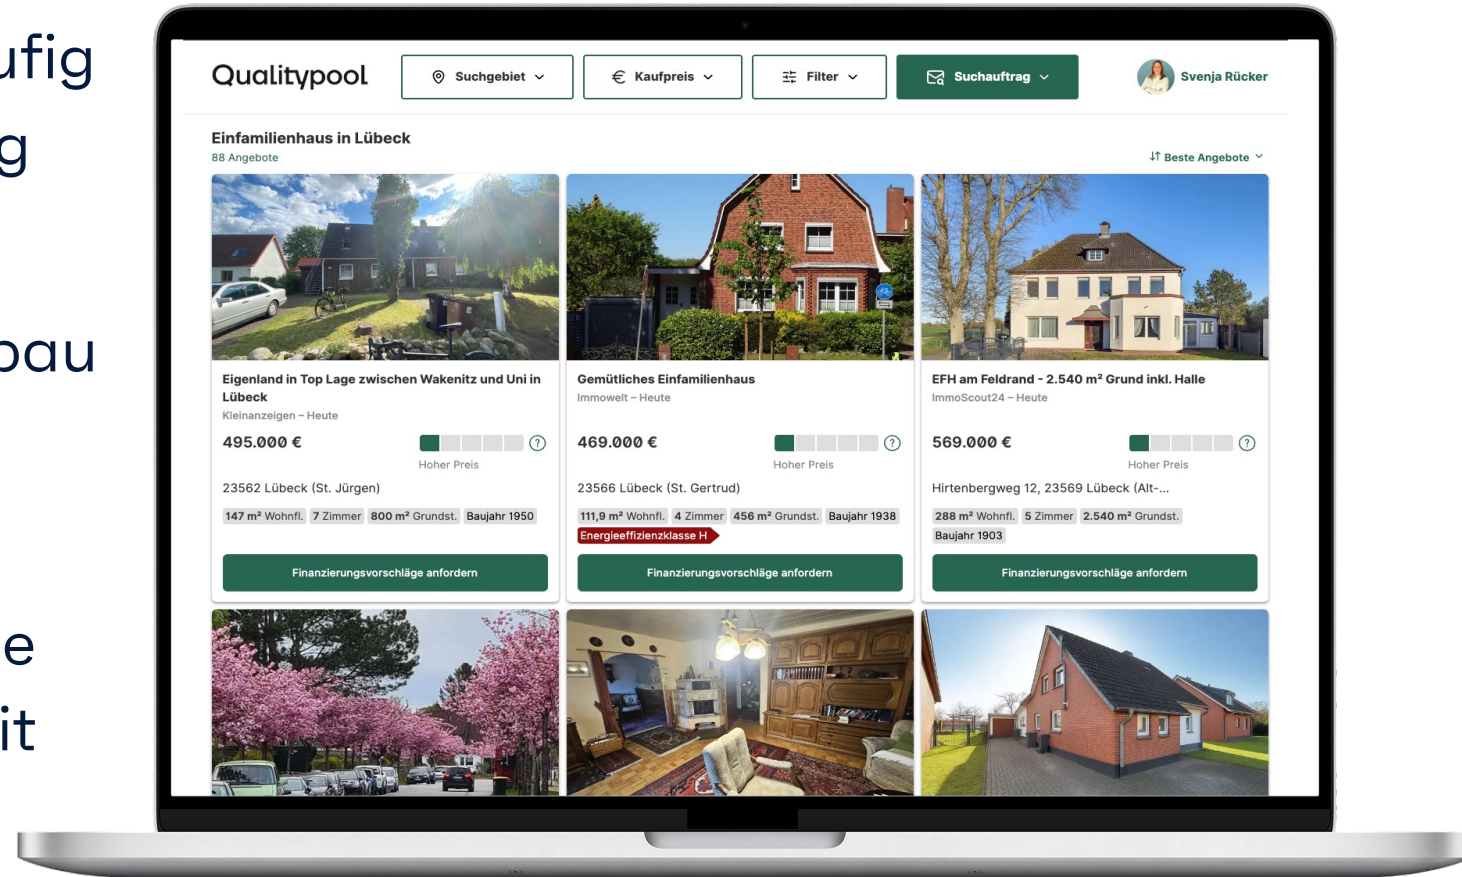 ufig
g
bau
e
it
Qualitypool
Suchgebiet
Kaufpreis
Filter
Suchauftrag
Svenja Rücker
Einfamilienhaus in Lübeck
88 Angebote
Beste Angebote
Eigenland in Top Lage zwischen Wakenitz und Uni in
Lübeck
Kleinanzeigen – Heute
495.000 €
Hoher Preis
23562 Lübeck (St. Jürgen)
147 m² Wohnfl. 7 Zimmer 800 m² Grundst. Baujahr 1950
Finanzierungsvorschläge anfordern
Gemütliches Einfamilienhaus
Immowelt – Heute
469.000 €
Hoher Preis
23566 Lübeck (St. Gertrud)
111,9 m² Wohnfl. 4 Zimmer 456 m² Grundst. Baujahr 1938
Energieeffizienzklasse H
Finanzierungsvorschläge anfordern
EFH am Feldrand - 2.540 m² Grund inkl. Halle
ImmoScout24 – Heute
569.000 €
Hoher Preis
Hirtenbergweg 12, 23569 Lübeck (Alt-...
288 m² Wohnfl. 5 Zimmer 2.540 m² Grundst.
Baujahr 1903
Finanzierungsvorschläge anfordern